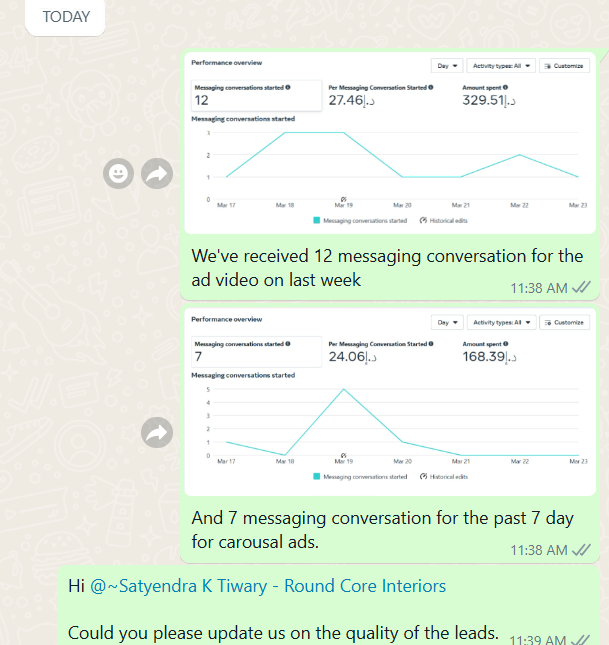 TODAY
Performance overview
Day Activity types: All Customize
Messaging conversations started Per Messaging Conversation Started Amount spent
12 27.46د.إ. 329.51د.إ.
Messaging conversations started
3
2
1
0
Mar 17 Mar 18 Mar 19 Mar 20 Mar 21 Mar 22 Mar 23
Messaging conversations started Historical edits
We've received 12 messaging conversation for the
ad video on last week
11:38 AM
Performance overview
Day Activity types: All Customize
Messaging conversations started Per Messaging Conversation Started Amount spent
7 24.06د.إ. 168.39د.إ.
Messaging conversations started
5
4
3
2
1
0
Mar 17 Mar 18 Mar 19 Mar 20 Mar 21 Mar 22 Mar 23
Messaging conversations started Historical edits
And 7 messaging conversation for the past 7 day
for carousal ads.
11:38 AM
Hi @~Satyendra K Tiwary - Round Core Interiors
Could you please update us on the quality of the leads.
11:39 AM